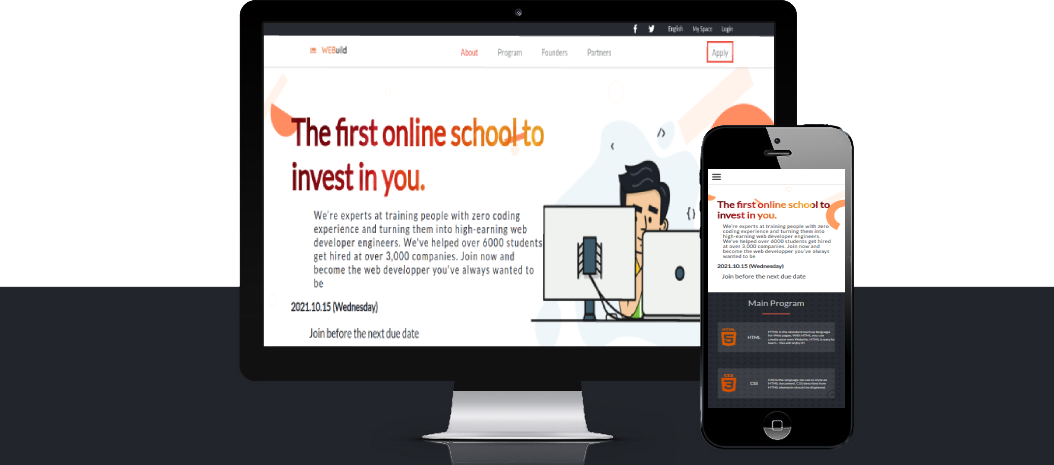 English My Space Login
WEBuild
About Program Founders Partners Apply
The first online school to
invest in you.
We're experts at training people with zero coding
experience and turning them into high-earning web
developer engineers. We've helped over 6000 students
get hired at over 3,000 companies. Join now and
become the web developper you've always wanted to
be
2021.10.15 (Wednesday)
Join before the next due date
</>
<
{}
The first online school to
invest in you.
We're experts at training people with zero
coding experience and turning them into
high-earning web developer engineers.
We've helped over 6000 students get hired
at over 3,000 companies. Join now and
become the web developper you've always
wanted to be
2021.10.15 (Wednesday)
Join before the next due date
Main Program
HTML
CSS